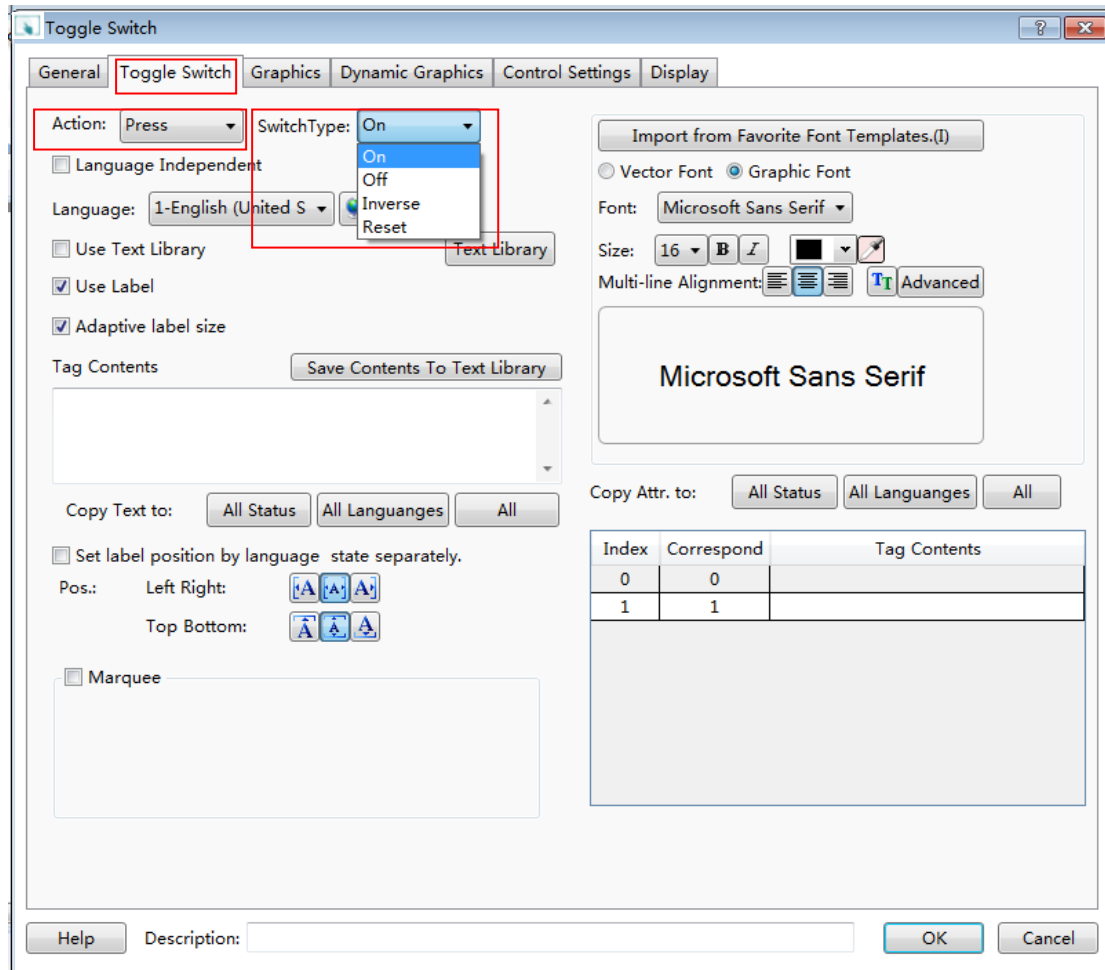 Toggle Switch
General Toggle Switch Graphics Dynamic Graphics Control Settings Display
Action: Press SwitchType: On
On
Off
Inverse
Reset
Language Independent
Language: 1-English (United S
Use Text Library Text Library
Use Label
Adaptive label size
Tag Contents Save Contents To Text Library
Copy Text to: All Status All Languanges All
Set label position by language state separately.
Pos.: Left Right: A A A
Top Bottom: A A A
Marquee
Import from Favorite Font Templates.(I)
Vector Font Graphic Font
Font: Microsoft Sans Serif
Size: 16 B I
Multi-line Alignment: TT Advanced
Microsoft Sans Serif
Copy Attr. to: All Status All Languanges All
Index Correspond Tag Contents
0 0
1 1
Help Description: OK Cancel